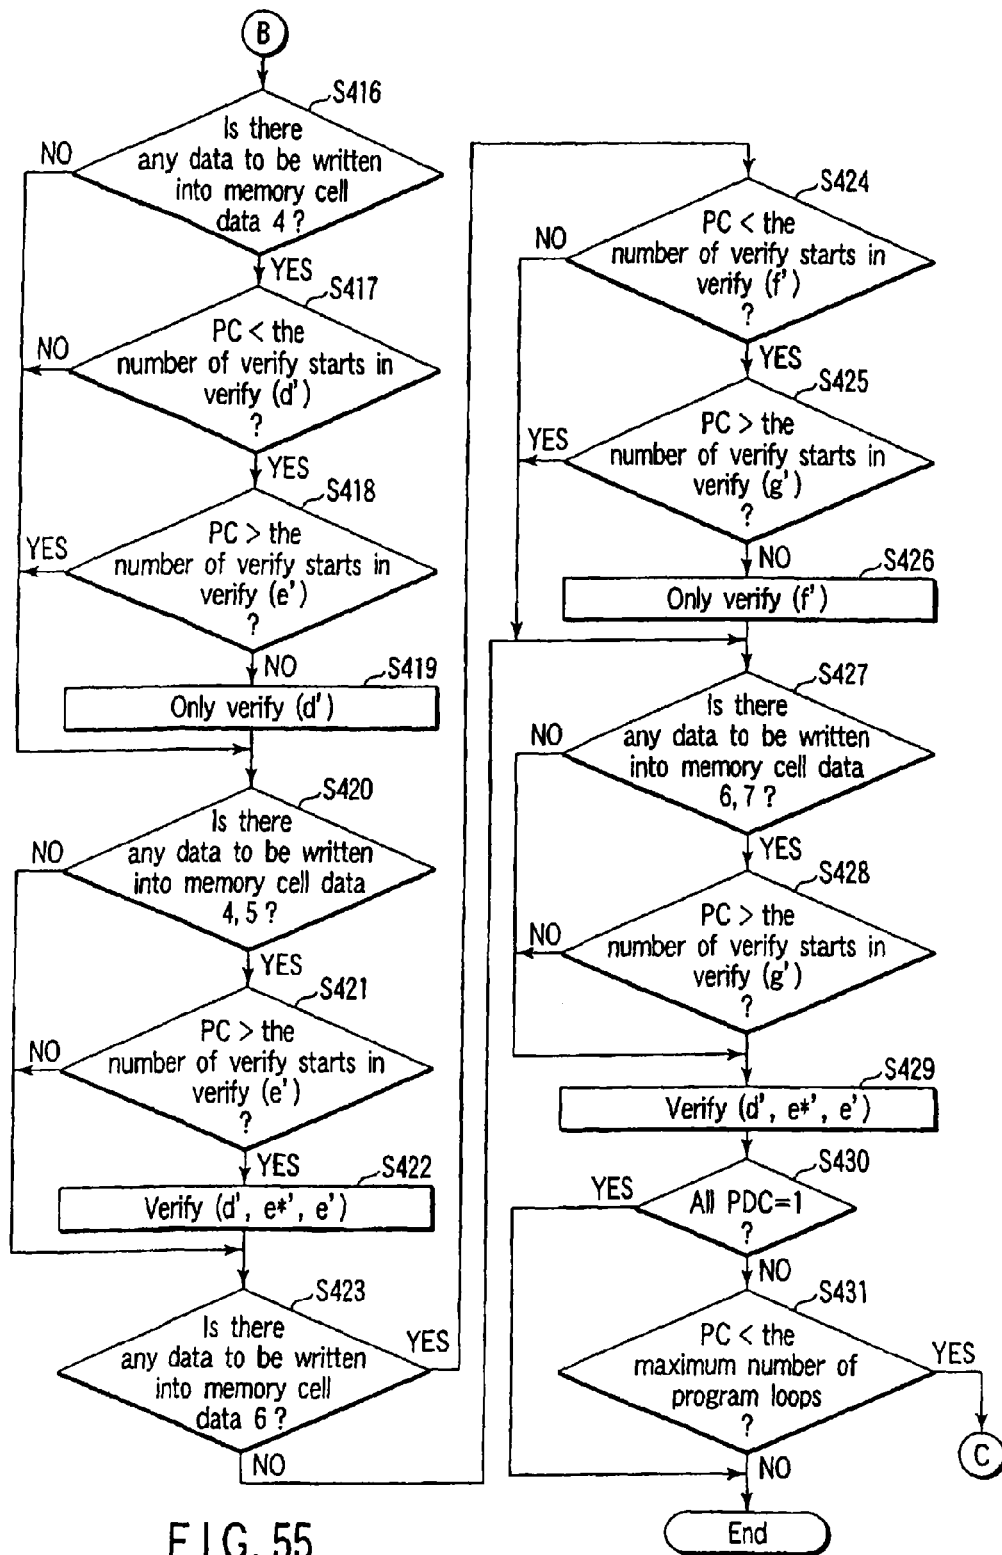 B
S416
Is there
any data to be written
into memory cell
data 4 ?
NO
YES
S417
PC < the
number of verify starts in
verify (d')
?
NO
YES
S418
PC > the
number of verify starts in
verify (e')
?
YES
NO
S419
Only verify (d')
S420
Is there
any data to be written
into memory cell data
4, 5 ?
NO
YES
S421
PC > the
number of verify starts in
verify (e')
?
NO
YES
S422
Verify (d', e*', e')
S423
Is there
any data to be written
into memory cell
data 6 ?
YES
NO
S424
PC < the
number of verify starts in
verify (f')
?
NO
YES
S425
PC > the
number of verify starts in
verify (g')
?
YES
NO
S426
Only verify (f')
S427
Is there
any data to be written
into memory cell data
6, 7 ?
NO
YES
S428
PC > the
number of verify starts in
verify (g')
?
NO
S429
Verify (d', e*', e')
S430
All PDC=1
?
YES
NO
S431
PC < the
maximum number of
program loops
?
YES
NO
C
End
FIG. 55